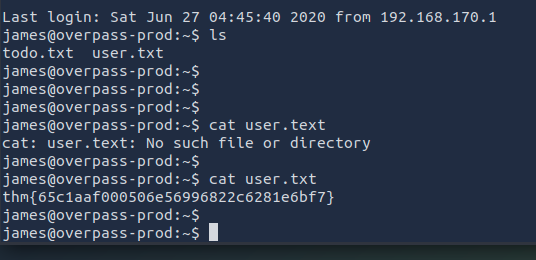 Last login: Sat Jun 27 04:45:40 2020 from 192.168.170.1
james@overpass-prod:~$ ls
todo.txt  user.txt
james@overpass-prod:~$
james@overpass-prod:~$
james@overpass-prod:~$
james@overpass-prod:~$ cat user.text
cat: user.text: No such file or directory
james@overpass-prod:~$
james@overpass-prod:~$ cat user.txt
thm{65c1aaf000506e56996822c6281e6bf7}
james@overpass-prod:~$
james@overpass-prod:~$